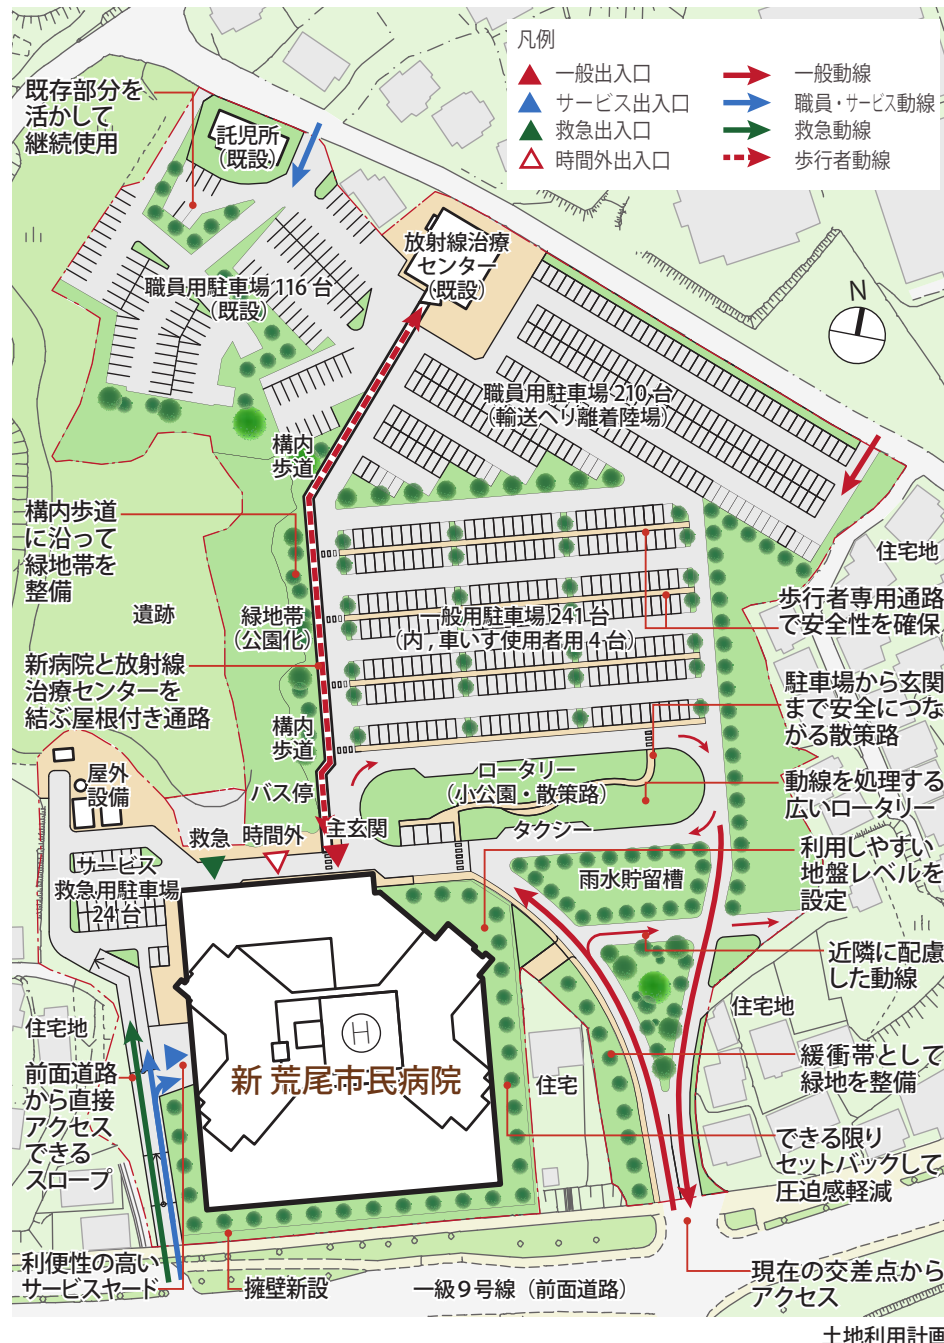 凡例
一般出入口
サービス出入口
救急出入口
時間外出入口
一般動線
職員・サービス動線
救急動線
歩行者動線
既存部分を
活かして
継続使用
託児所
(既設)
放射線治療
センター
(既設)
N
職員用駐車場 116 台
(既設)
職員用駐車場 210 台
(輸送ヘリ離着陸場)
構内
歩道
構内歩道
に沿って
緑地帯を
整備
住宅地
遺跡
緑地帯
(公園化)
一般用駐車場 241 台
(内 , 車いす使用者用 4 台)
歩行者専用通路
で安全性を確保
新病院と放射線
治療センターを
結ぶ屋根付き通路
駐車場から玄関
まで安全につな
がる散策路
構内
歩道
屋外
設備
バス停
ロータリー
(小公園・散策路)
動線を処理する
広いロータリー
救急
時間外
主玄関
タクシー
サービス
救急用駐車場
24 台
雨水貯留槽
利用しやすい
地盤レベルを
設定
近隣に配慮
した動線
住宅地
住宅地
H
前面道路
から直接
アクセス
できる
スロープ
新 荒尾市民病院
住宅
緩衝帯として
緑地を整備
できる限り
セットバックして
圧迫感軽減
利便性の高い
サービスヤード
擁壁新設
一級９号線 (前面道路)
現在の交差点から
アクセス
土地利用計画